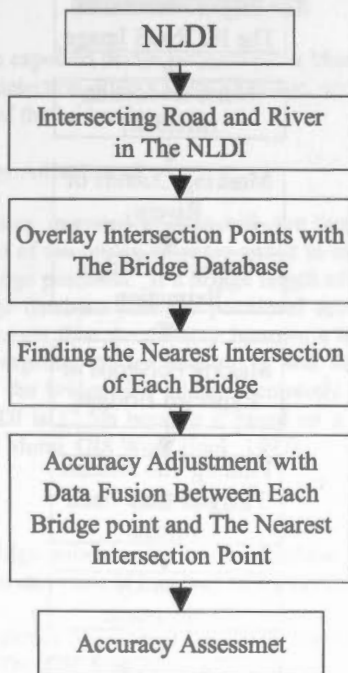 NLDI
Intersecting Road and River
in The NLDI
Overlay Intersection Points with
The Bridge Database
Finding the Nearest Intersection
of Each Bridge
Accuracy Adjustment with
Data Fusion Between Each
Bridge point and The Nearest
Intersection Point
Accuracy Assessmet